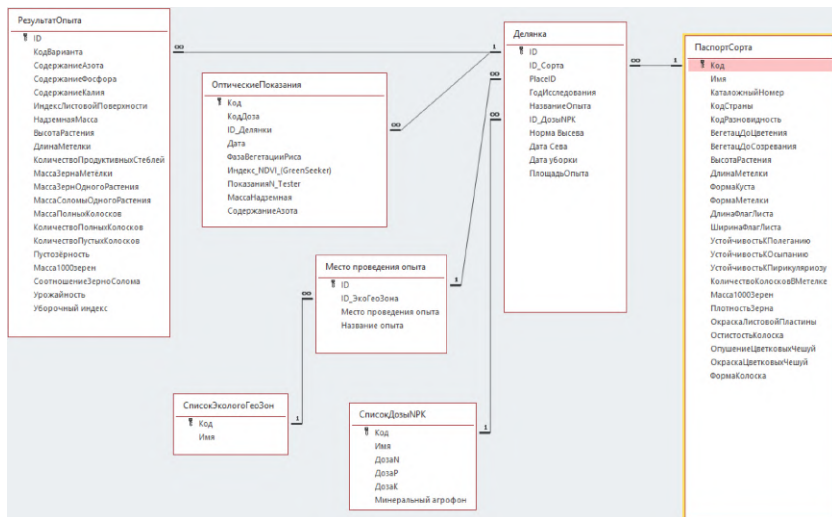 РезультатОпыта
ID
КодВарианта
СодержаниеАзота
СодержаниеФосфора
СодержаниеКалия
ИндексЛистовойПоверхности
НадземнаяМасса
ВысотаРастения
ДлинаМетелки
КоличествоПродуктивныхСтеблей
МассаЗернаМетёлки
МассаЗернОдногоРастения
МассаСоломыОдногоРастения
МассаПолныхКолосков
КоличествоПолныхКолосков
КоличествоПустыхКолосков
Пустозёрность
Масса1000зерен
СоотношениеЗерноСолома
Урожайность
Уборочный индекс
ОптическиеПоказания
Код
КодДоза
ID_Делянки
Дата
ФазаВегетацииРиса
Индекс_NDVI_(GreenSeeker)
ПоказанияN_Tester
МассаНадземная
СодержаниеАзота
Место проведения опыта
ID
ID_ЭкоГеоЗона
Место проведения опыта
Название опыта
СписокЭкологоГеоЗон
Код
Имя
СписокДозыNPK
Код
Имя
ДозаN
ДозаP
ДозаK
Минеральный агрофон
Делянка
ID
ID_Сорта
PlaceID
ГодИсследования
НазваниеОпыта
ID_ДозыNPK
Норма Высева
Дата Сева
Дата уборки
ПлощадьОпыта
ПаспортСорта
Код
Имя
КаталожныйНомер
КодСтраны
КодРазновидность
ВегетацДоЦветения
ВегетацДоСозревания
ВысотаРастения
ДлинаМетелки
ФормаКуста
ФормаМетелки
ДлинаФлагЛиста
ШиринаФлагЛиста
УстойчивостьКПолеганию
УстойчивостьКОсыпанию
УстойчивостьКПирикуляриозу
КоличествоКолосковВМетелке
Масса1000Зерен
ПлотностьЗерна
ОкраскаЛистовойПластины
ОстистостьКолоска
ОпушениеЦветковыхЧешуй
ОкраскаЦветковыхЧешуй
ФормаКолоска
∞ 1
∞
∞
∞
∞ 1
1
∞
1
1